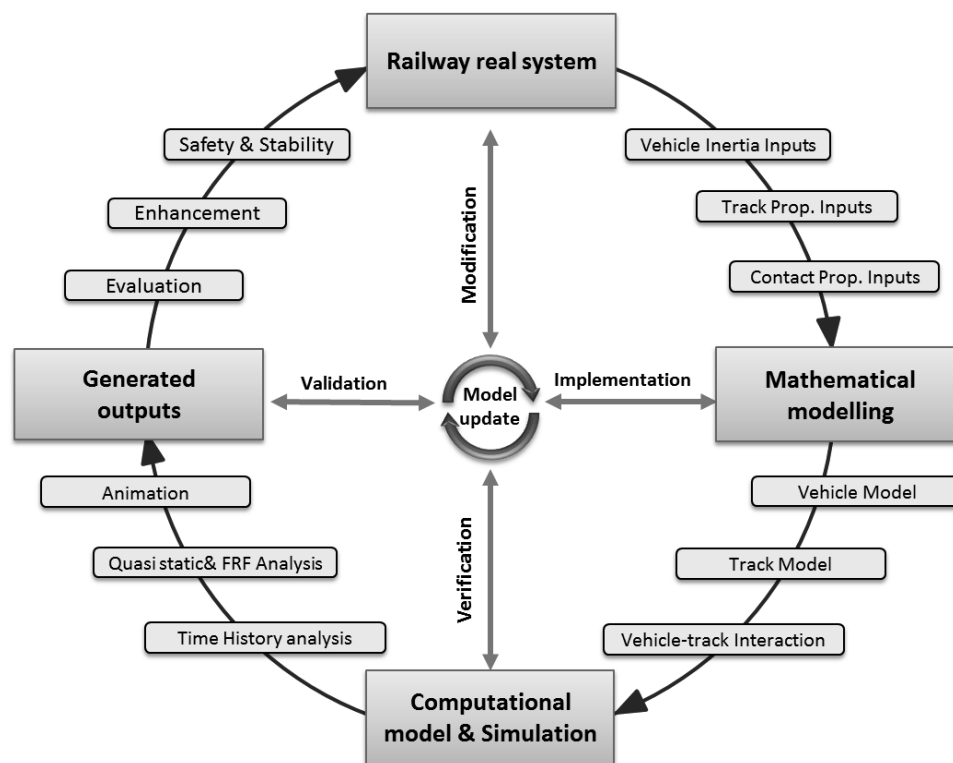 Railway real system
Safety & Stability
Vehicle Inertia Inputs
Enhancement
Track Prop. Inputs
Evaluation
Contact Prop. Inputs
Modification
Generated
outputs
Validation
Model
update
Implementation
Mathematical
modelling
Animation
Vehicle Model
Quasi static& FRF Analysis
Track Model
Verification
Time History analysis
Vehicle-track Interaction
Computational
model & Simulation